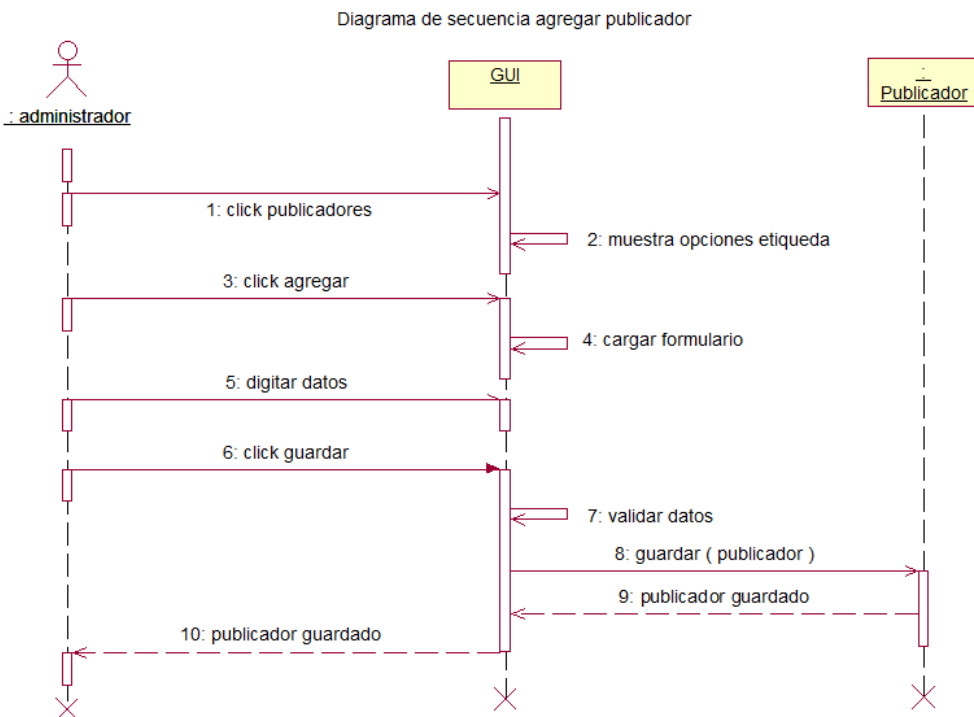 Diagrama de secuencia agregar publicador
: administrador
GUI
:
Publicador
1: click publicadores
2: muestra opciones etiqueda
3: click agregar
4: cargar formulario
5: digitar datos
6: click guardar
7: validar datos
8: guardar ( publicador )
9: publicador guardado
10: publicador guardado